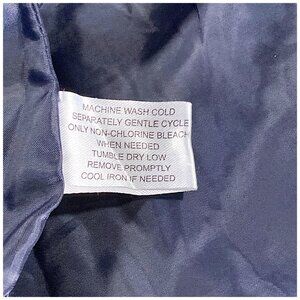 MACHINE WASH COLD
SEPARATELY GENTLE CYCLE
ONLY NON-CHLORINE BLEACH
WHEN NEEDED
TUMBLE DRY LOW
REMOVE PROMPTLY
COOL IRON IF NEEDED